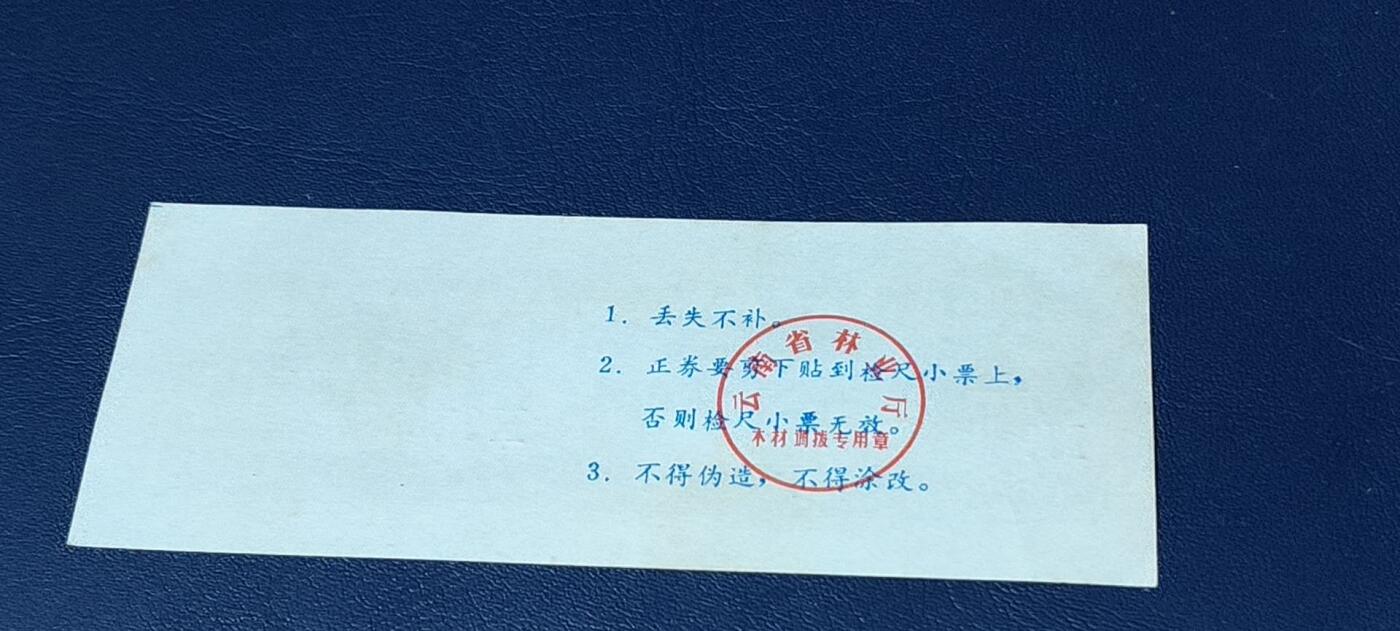 1. 丢失不补。
2. 正券要剪下贴到检尺小票上，
否则检尺小票无效。
3. 不得伪造，不得涂改。
云南省林业厅
木材调拨专用章